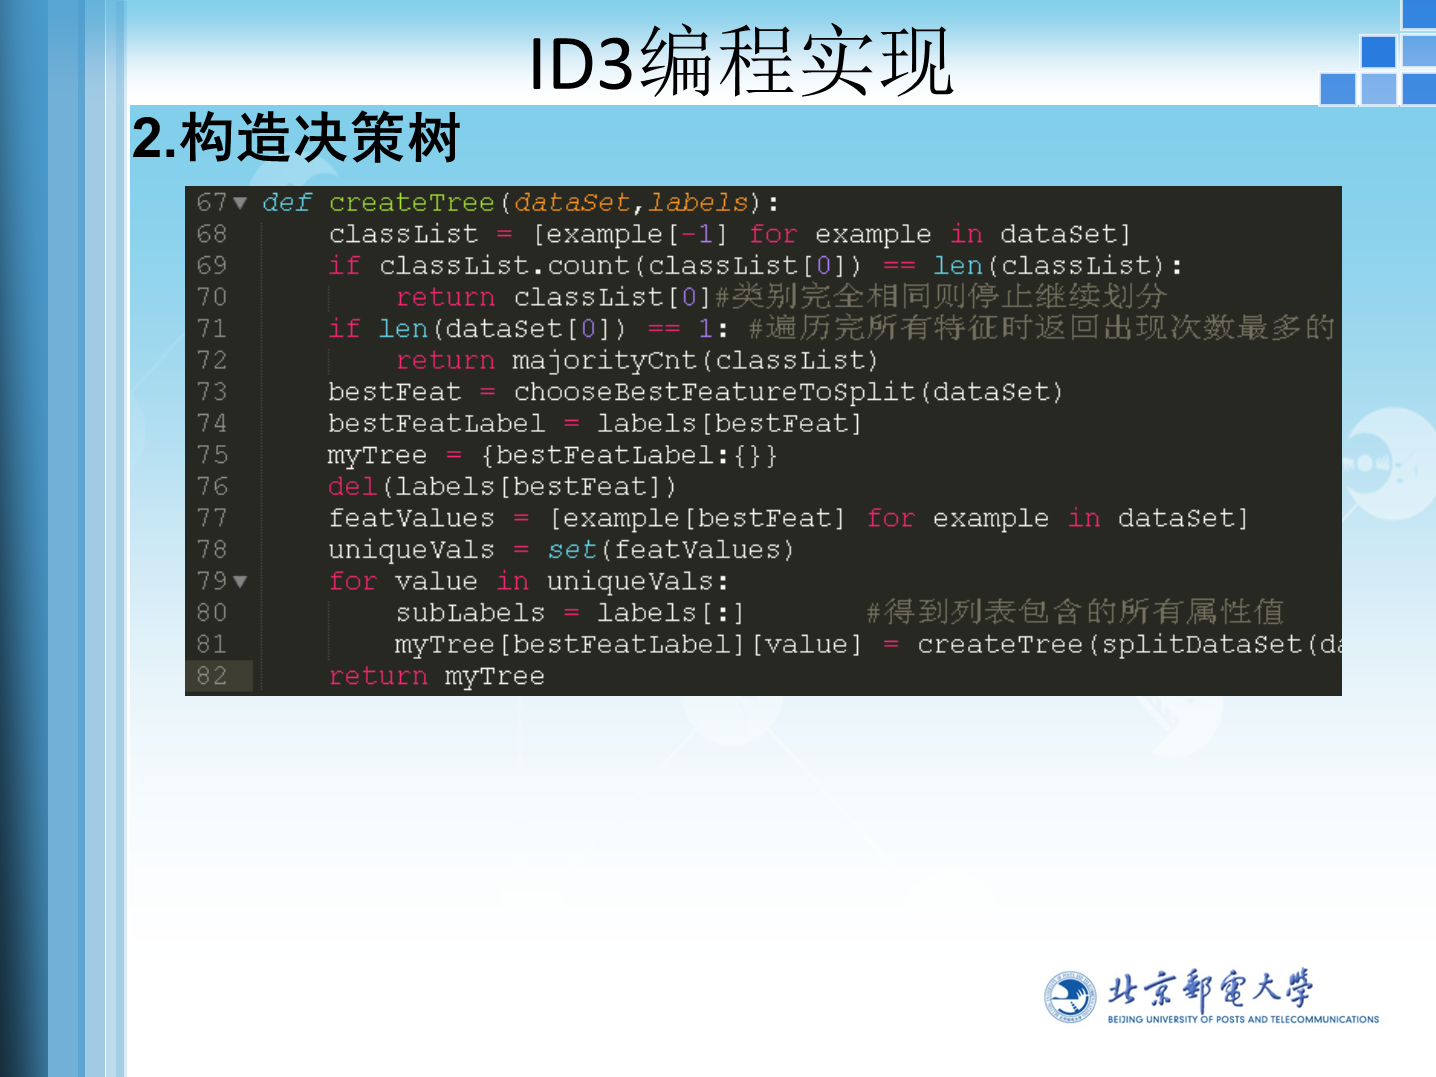 ID3编程实现
2.构造决策树
67 def createTree(dataSet,labels):
68     classList = [example[-1] for example in dataSet]
69     if classList.count(classList[0]) == len(classList):
70         return classList[0]#类别完全相同则停止继续划分
71     if len(dataSet[0]) == 1: #遍历完所有特征时返回出现次数最多的
72         return majorityCnt(classList)
73     bestFeat = chooseBestFeatureToSplit(dataSet)
74     bestFeatLabel = labels[bestFeat]
75     myTree = {bestFeatLabel:{}}
76     del(labels[bestFeat])
77     featValues = [example[bestFeat] for example in dataSet]
78     uniqueVals = set(featValues)
79     for value in uniqueVals:
80         subLabels = labels[:]       #得到列表包含的所有属性值
81         myTree[bestFeatLabel][value] = createTree(splitDataSet(da
82     return myTree
北京郵電大學
BEIJING UNIVERSITY OF POSTS AND TELECOMMUNICATIONS